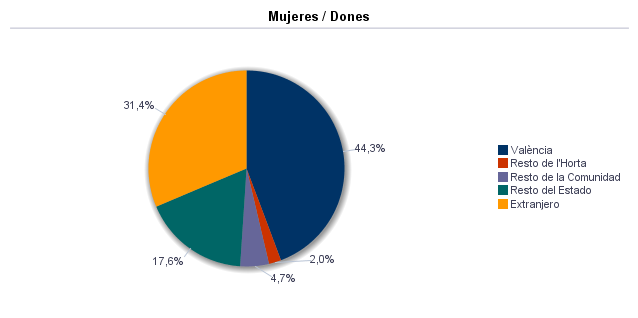 Mujeres / Dones
31,4%
44,3%
17,6%
2,0%
4,7%
València
Resto de l'Horta
Resto de la Comunidad
Resto del Estado
Extranjero